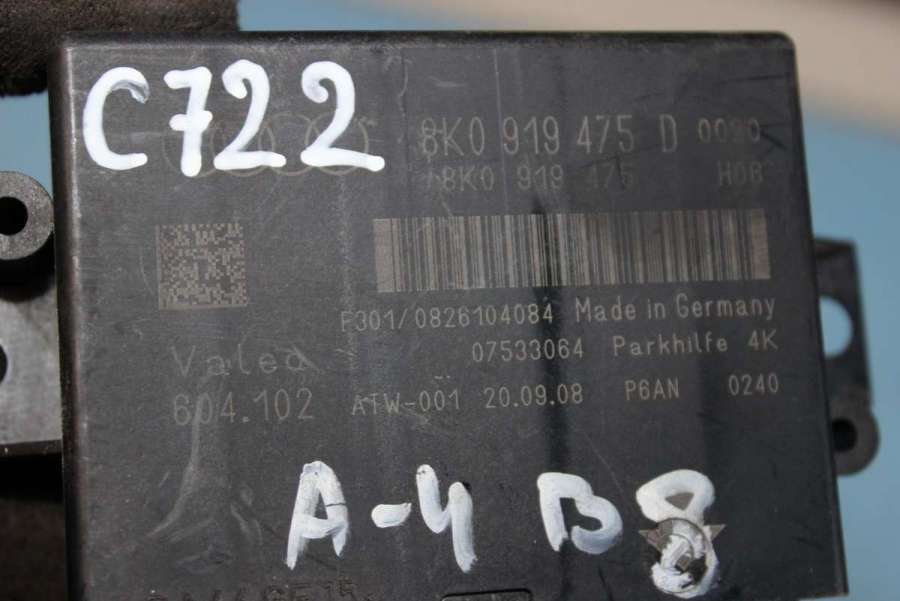 C722
8K0 919 475 D 0020
8K0 919 475 H08
F301/0826104084 Made in Germany
07533064 Parkhilfe 4K
Valeo
604.102 ATW-001 20.09.08 P6AN 0240
A-4 B8